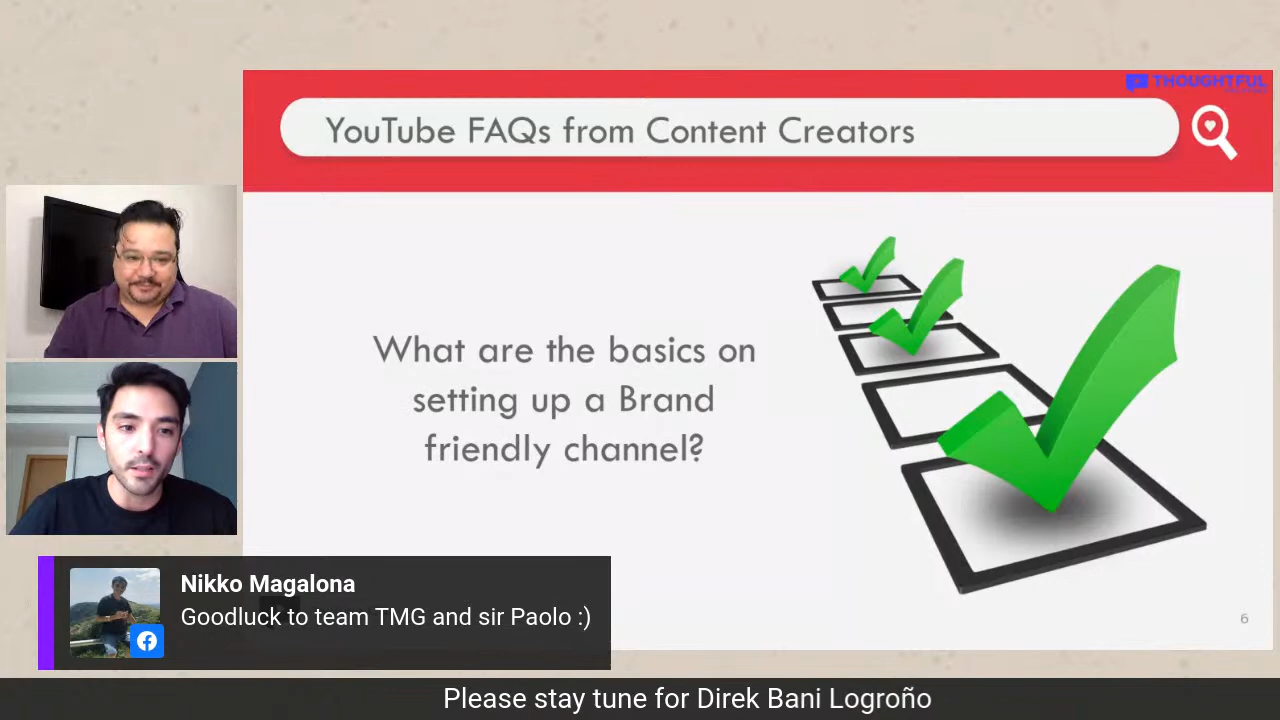 THOUGHTFUL
YouTube FAQs from Content Creators
What are the basics on
setting up a Brand
friendly channel?
Nikko Magalona
Goodluck to team TMG and sir Paolo :)
6
Please stay tune for Direk Bani Logroño